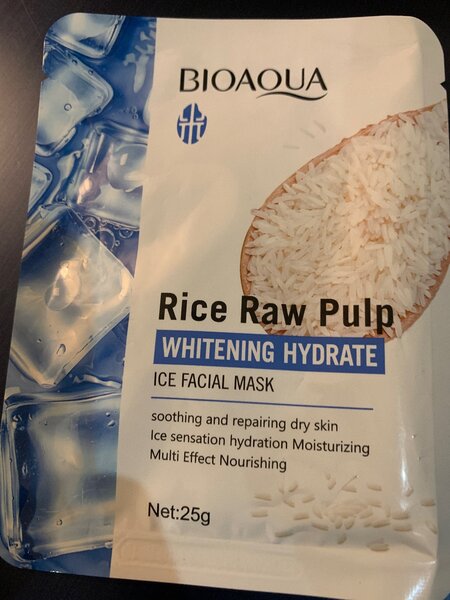 BIOAQUA
Rice Raw Pulp
WHITENING HYDRATE
ICE FACIAL MASK
soothing and repairing dry skin
Ice sensation hydration Moisturizing
Multi Effect Nourishing
Net:25g